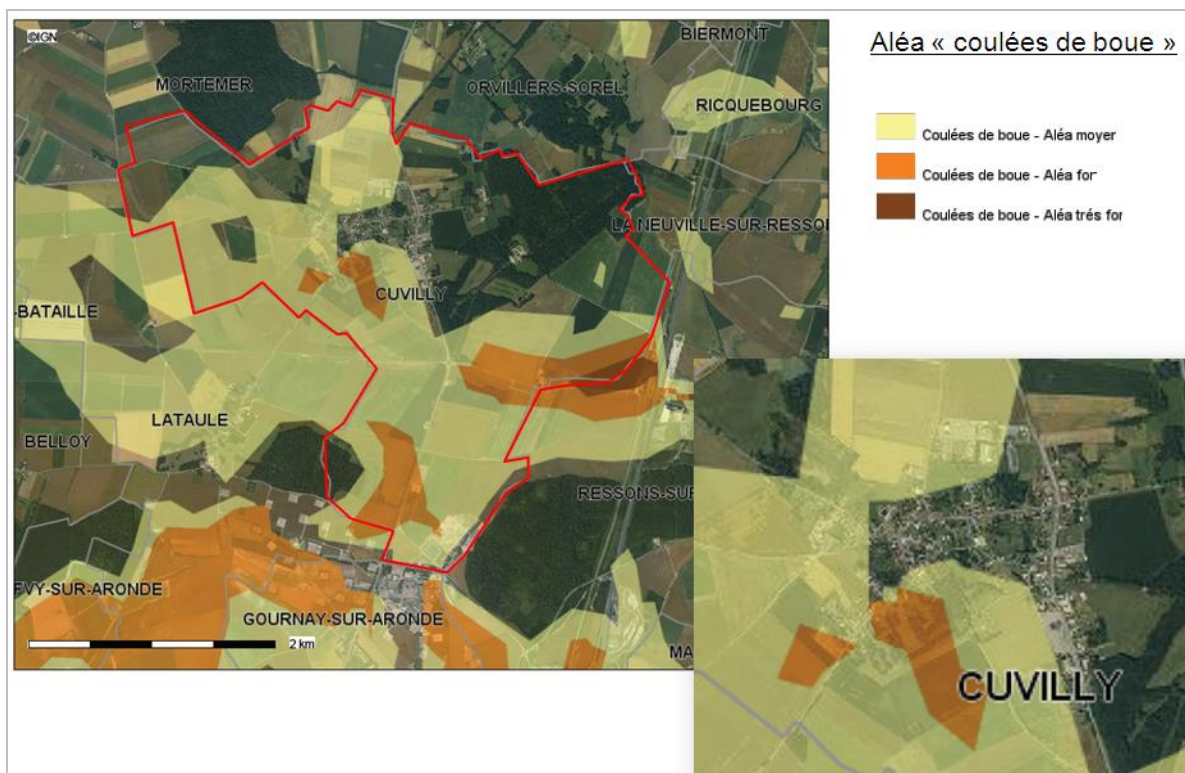 Aléa « coulées de boue »
Coulées de boue - Aléa moyer
Coulées de boue - Aléa for
Coulées de boue - Aléa trés for
©IGN
BIERMONT
MORTEMER
ORVILLERS-SOREL
RICQUEBOURG
LA NEUVILLE-SUR-RESSO
CUVILLY
-BATAILLE
LATAULE
BELLOY
RESSONS-SUR
FVY-SUR-ARONDE
GOURNAY-SUR-ARONDE
MA
2 km
CUVILLY